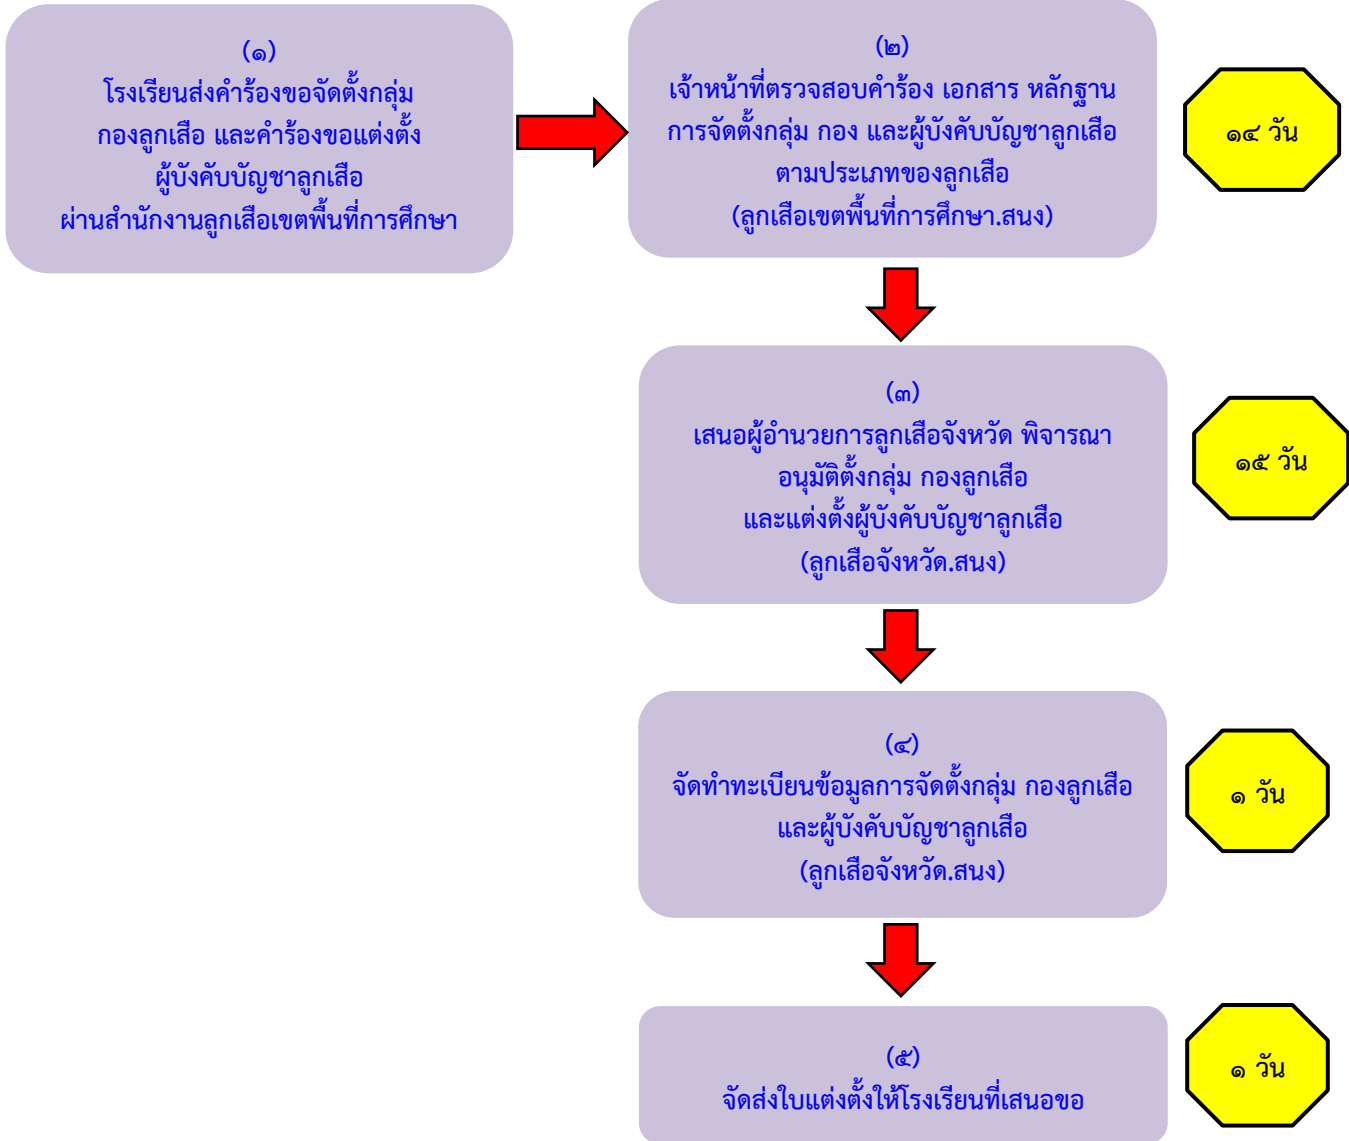 (๑)
โรงเรียนส่งคำร้องขอจัดตั้งกลุ่ม
กองลูกเสือ และคำร้องขอแต่งตั้ง
ผู้บังคับบัญชาลูกเสือ
ผ่านสำนักงานลูกเสือเขตพื้นที่การศึกษา
(๒)
เจ้าหน้าที่ตรวจสอบคำร้อง เอกสาร หลักฐาน
การจัดตั้งกลุ่ม กอง และผู้บังคับบัญชาลูกเสือ
ตามประเภทของลูกเสือ
(ลูกเสือเขตพื้นที่การศึกษา.สนง)
๑๔ วัน
(๓)
เสนอผู้อำนวยการลูกเสือจังหวัด พิจารณา
อนุมัติตั้งกลุ่ม กองลูกเสือ
และแต่งตั้งผู้บังคับบัญชาลูกเสือ
(ลูกเสือจังหวัด.สนง)
๑๕ วัน
(๔)
จัดทำทะเบียนข้อมูลการจัดตั้งกลุ่ม กองลูกเสือ
และผู้บังคับบัญชาลูกเสือ
(ลูกเสือจังหวัด.สนง)
๑ วัน
(๕)
จัดส่งใบแต่งตั้งให้โรงเรียนที่เสนอขอ
๑ วัน